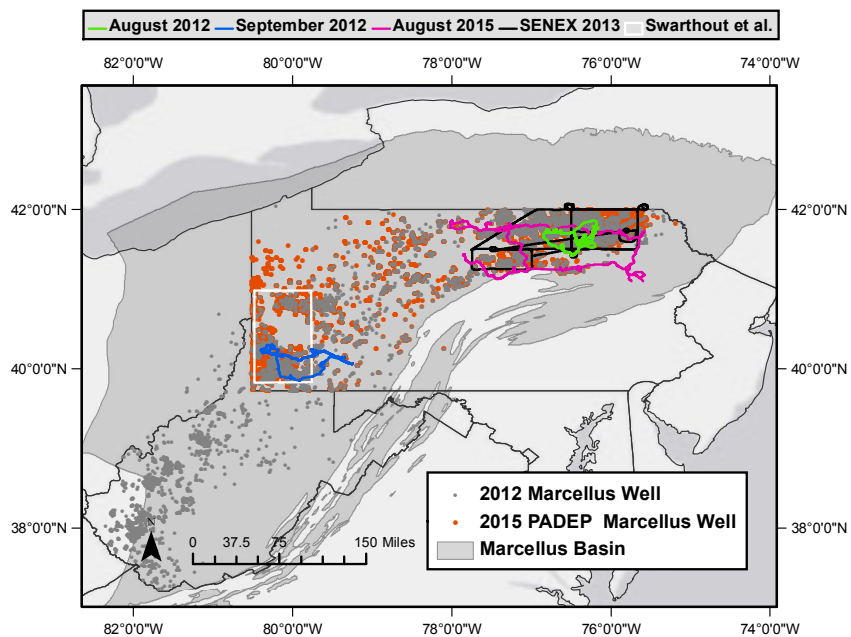 August 2012 September 2012 August 2015 SENEX 2013 Swarthout et al.
82°0'0"W 80°0'0"W 78°0'0"W 76°0'0"W 74°0'0"W
42°0'0"N 42°0'0"N
40°0'0"N 40°0'0"N
38°0'0"N 38°0'0"N
2012 Marcellus Well
2015 PADEP Marcellus Well
Marcellus Basin
N
0 37.5 75 150 Miles
82°0'0"W 80°0'0"W 78°0'0"W 76°0'0"W 74°0'0"W